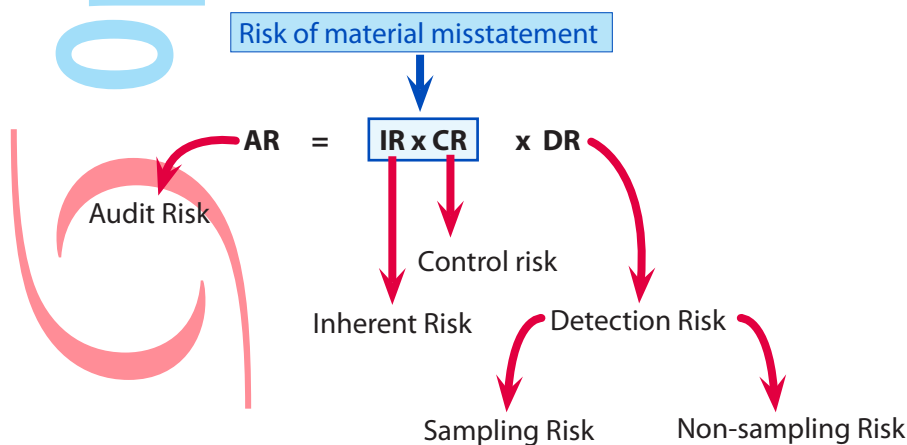 Risk of material misstatement
AR = IR x CR x DR
Audit Risk
Control risk
Inherent Risk
Detection Risk
Sampling Risk
Non-sampling Risk